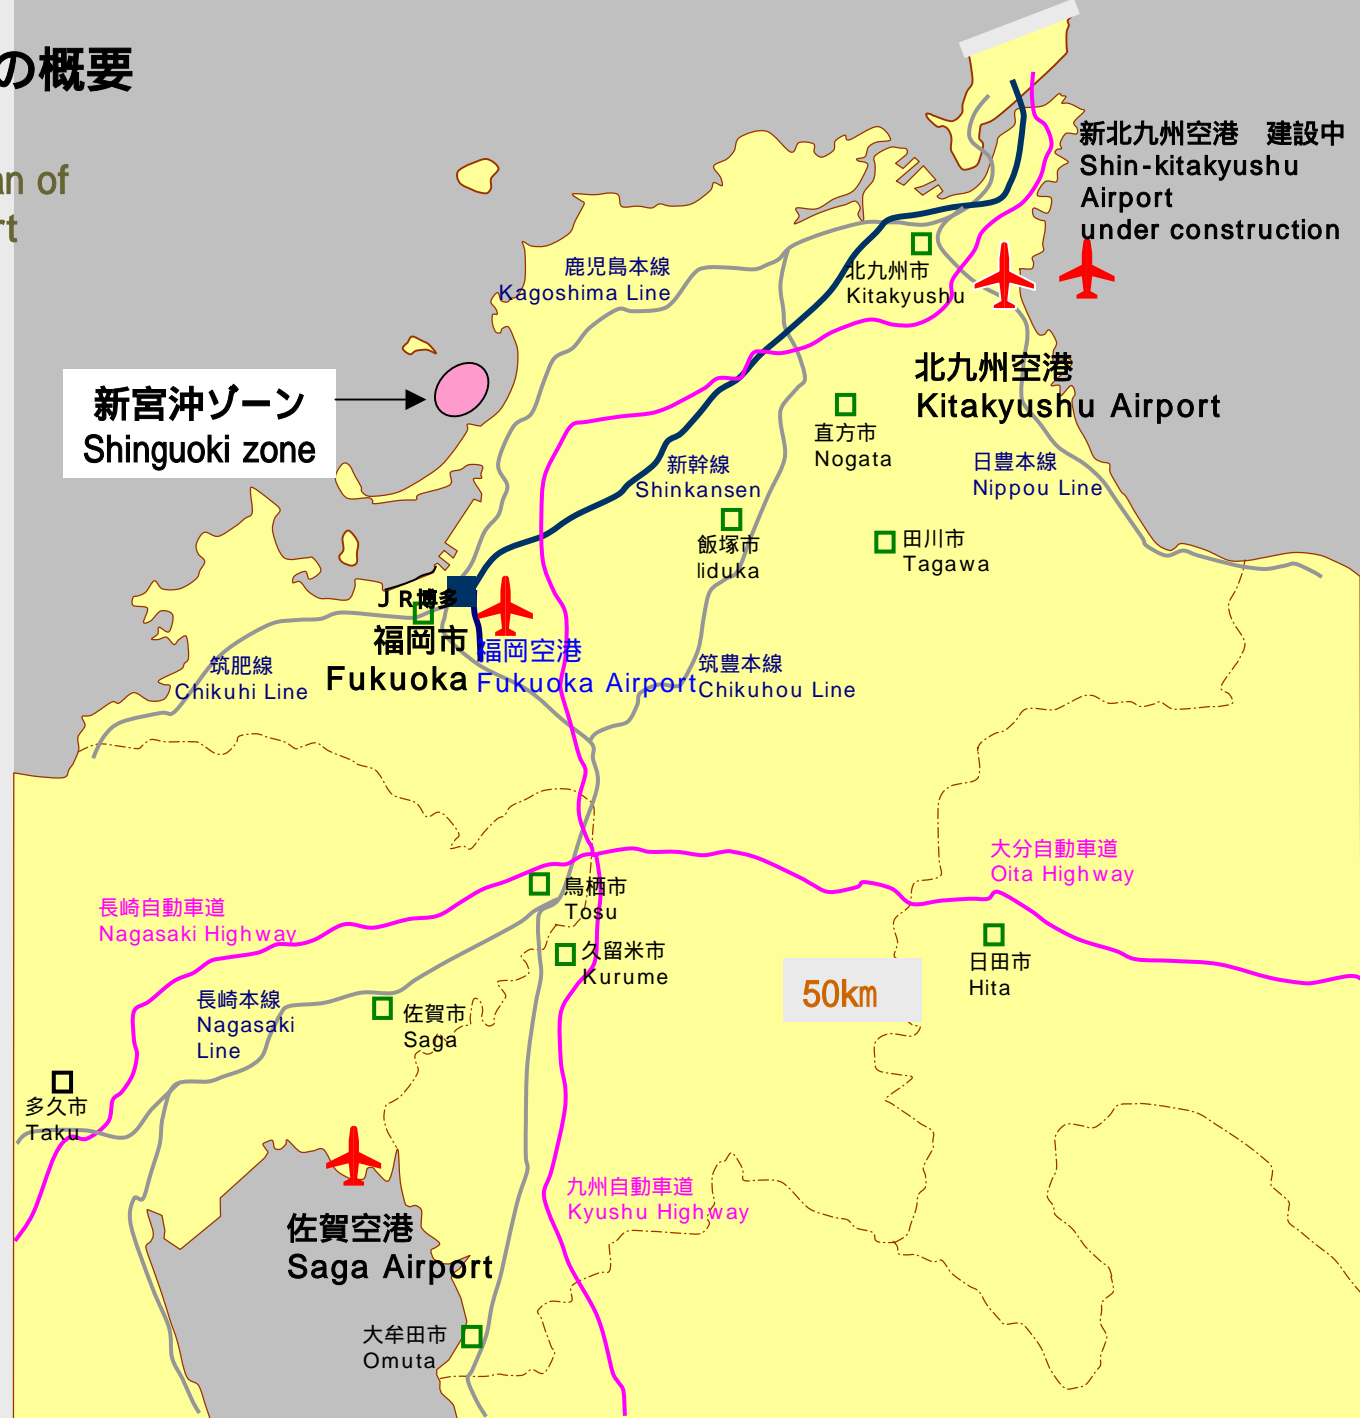 の概要
an of
rt
新北九州空港　建設中
Shin-kitakyushu
Airport
under construction
鹿児島本線
Kagoshima Line
北九州市
Kitakyushu
北九州空港
Kitakyushu Airport
新宮沖ゾーン
Shinguoki zone
直方市
Nogata
新幹線
Shinkansen
日豊本線
Nippou Line
飯塚市
Iiduka
田川市
Tagawa
ＪＲ博多
福岡市
Fukuoka
福岡空港
Fukuoka Airport
筑肥線
Chikuhi Line
筑豊本線
Chikuhou Line
大分自動車道
Oita Highway
鳥栖市
Tosu
長崎自動車道
Nagasaki Highway
久留米市
Kurume
日田市
Hita
50km
長崎本線
Nagasaki
Line
佐賀市
Saga
多久市
Taku
九州自動車道
Kyushu Highway
佐賀空港
Saga Airport
大牟田市
Omuta